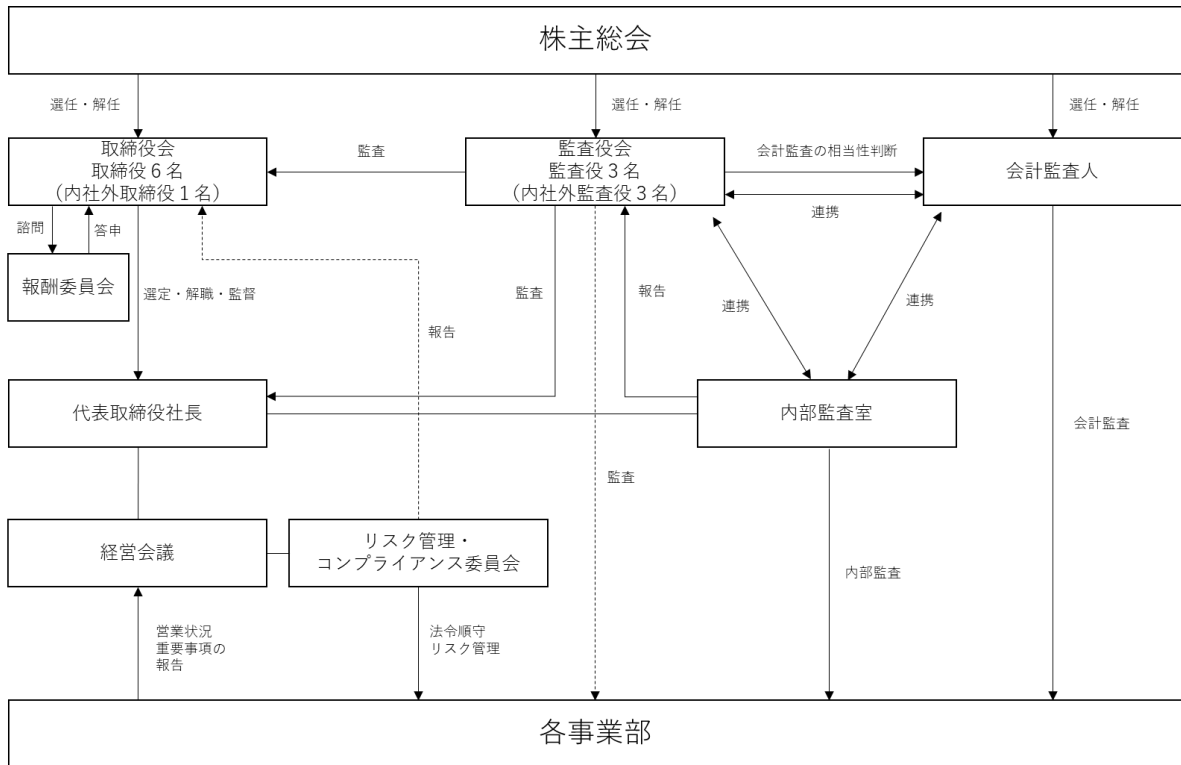 株主総会
選任・解任
選任・解任
選任・解任
取締役会
取締役６名
（内社外取締役１名）
監査
監査役会
監査役３名
（内社外監査役３名）
会計監査の相当性判断
連携
会計監査人
諮問
答申
報酬委員会
選定・解職・監督
監査
報告
連携
連携
報告
代表取締役社長
内部監査室
会計監査
監査
経営会議
リスク管理・
コンプライアンス委員会
内部監査
営業状況
重要事項の
報告
法令順守
リスク管理
各事業部